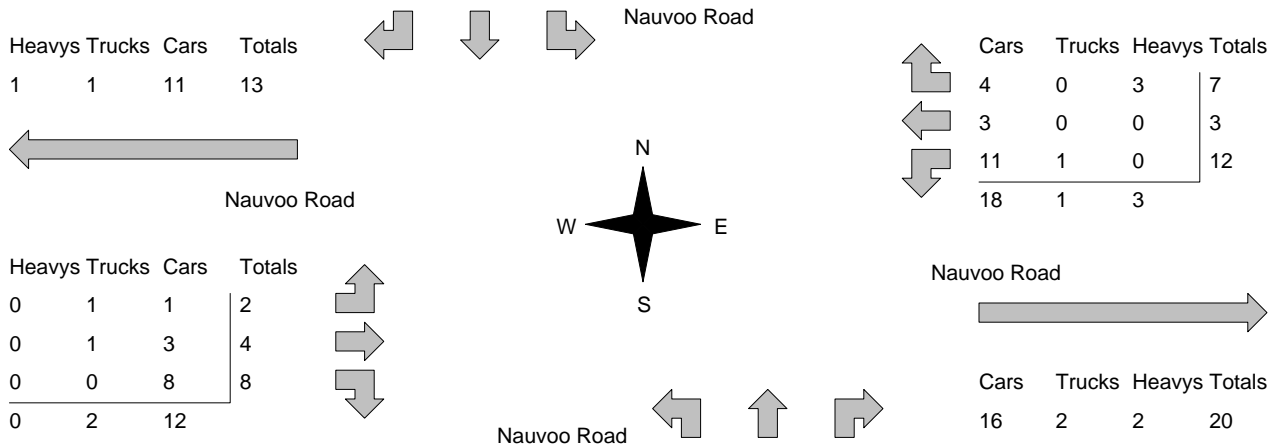 Nauvoo Road
Heavys Trucks Cars Totals
1 1 11 13
Cars Trucks Heavys Totals
4 0 3 7
3 0 0 3
11 1 0 12
18 1 3
Nauvoo Road
N
W E
S
Heavys Trucks Cars Totals
0 1 1 2
0 1 3 4
0 0 8 8
0 2 12
Nauvoo Road
Cars Trucks Heavys Totals
16 2 2 20
Nauvoo Road